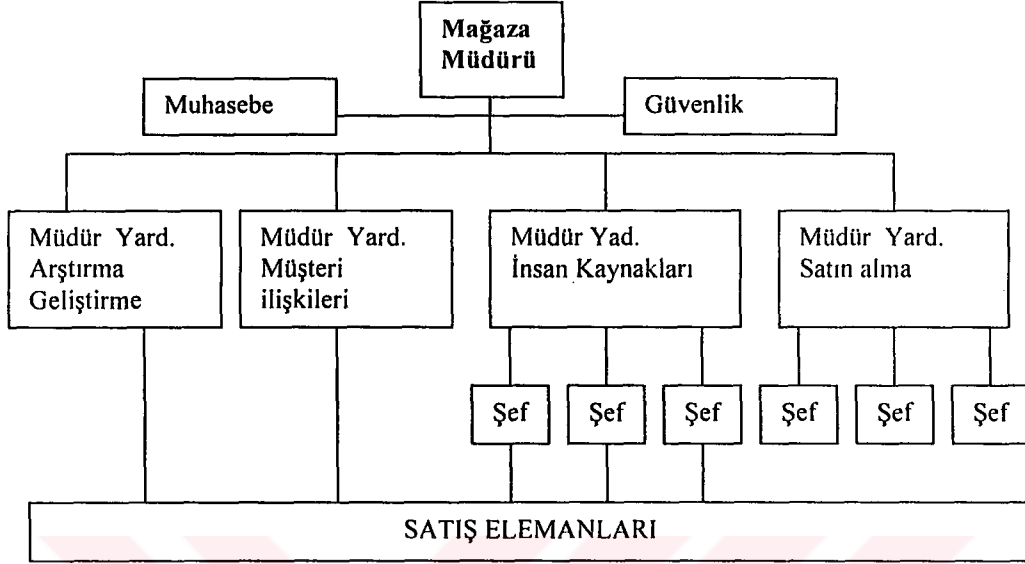 Mağaza
Müdürü
Muhasebe
Güvenlik
Müdür Yard.
Arştırma
Geliştirme
Müdür Yard.
Müşteri
ilişkileri
Müdür Yad.
İnsan Kaynakları
Müdür Yard.
Satın alma
Şef
Şef
Şef
Şef
Şef
Şef
SATIŞ ELEMANLARI